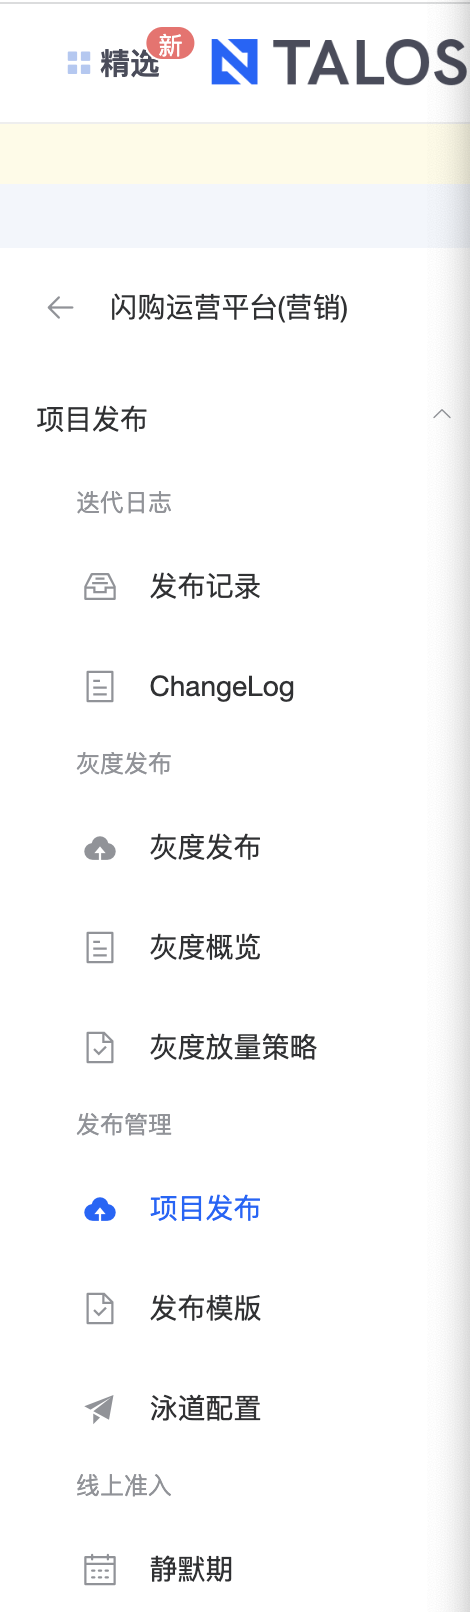 精选
新
TALOS
闪购运营平台(营销)
项目发布
迭代日志
发布记录
ChangeLog
灰度发布
灰度发布
灰度概览
灰度放量策略
发布管理
项目发布
发布模版
泳道配置
线上准入
静默期